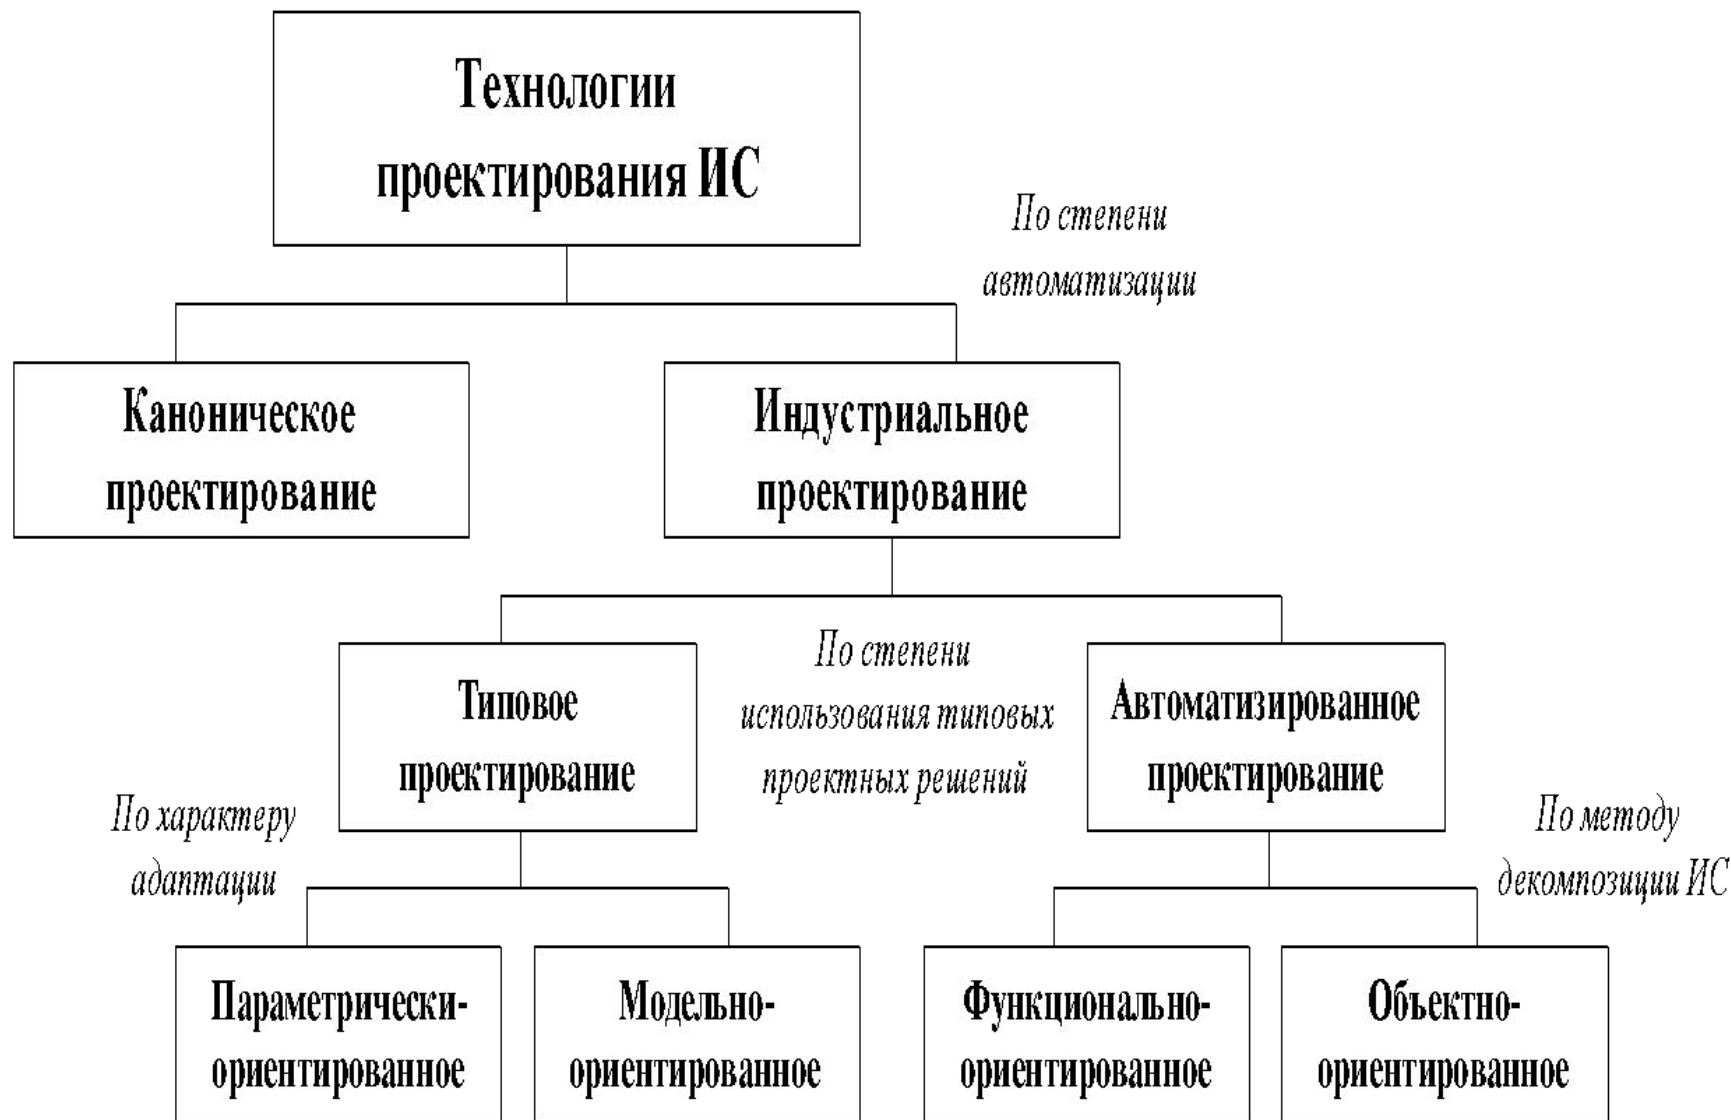 Технологии
проектирования ИС
По степени
автоматизации
Каноническое
проектирование
Индустриальное
проектирование
Типовое
проектирование
По степени
использования типовых
проектных решений
Автоматизированное
проектирование
По характеру
адаптации
По методу
декомпозиции ИС
Параметрически-
ориентированное
Модельно-
ориентированное
Функционально-
ориентированное
Объектно-
ориентированное